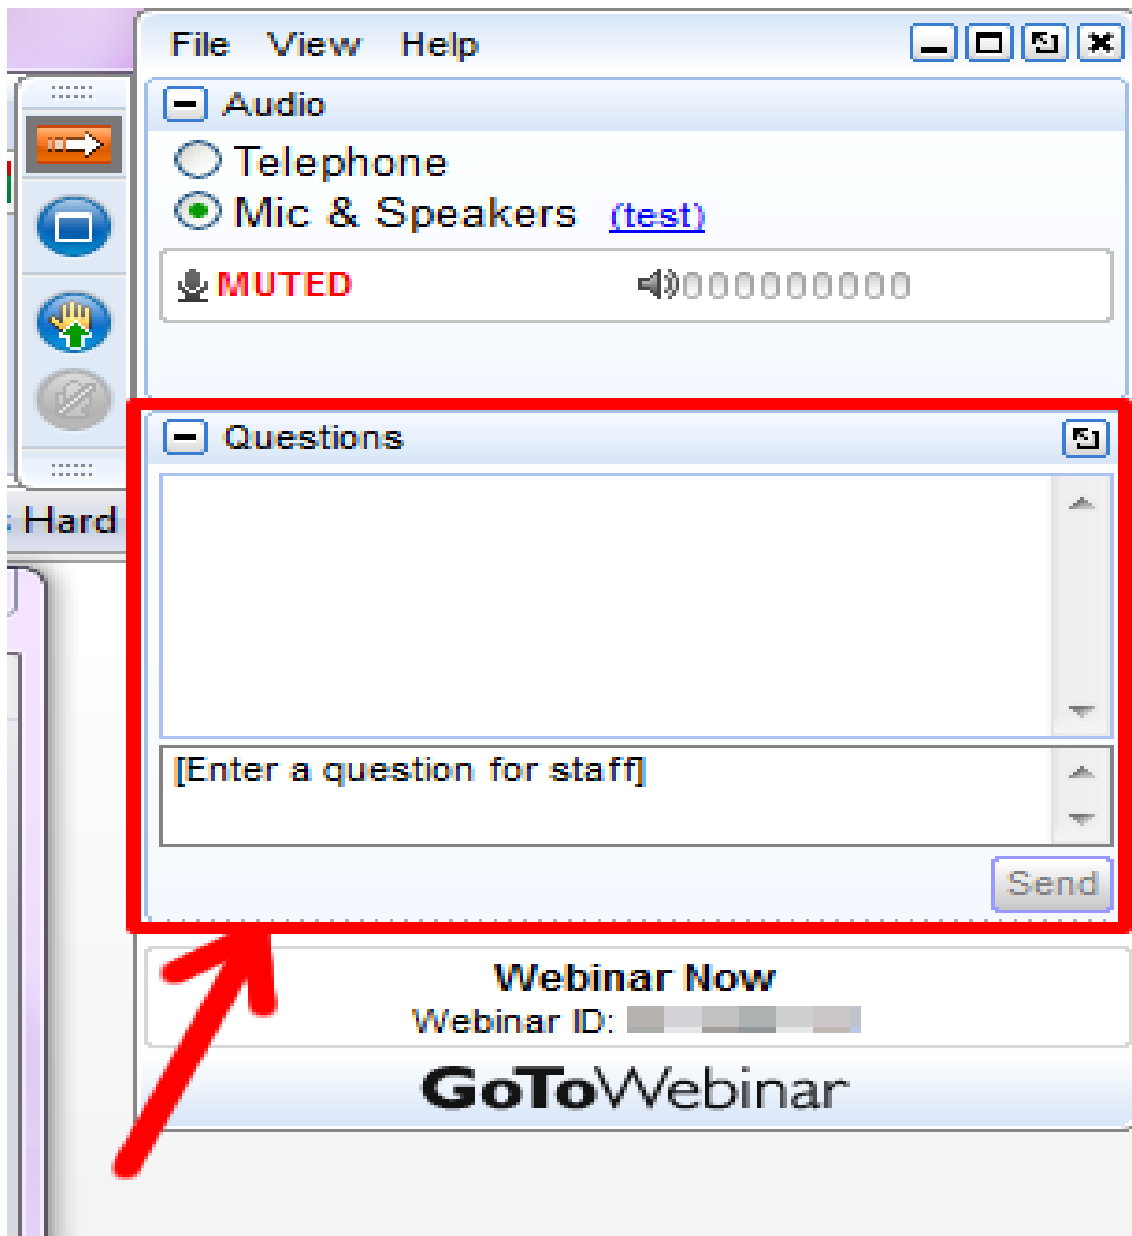 File View Help
Audio
Telephone
Mic & Speakers (test)
MUTED
Questions
Hard
[Enter a question for staff]
Send
Webinar Now
Webinar ID:
GoToWebinar